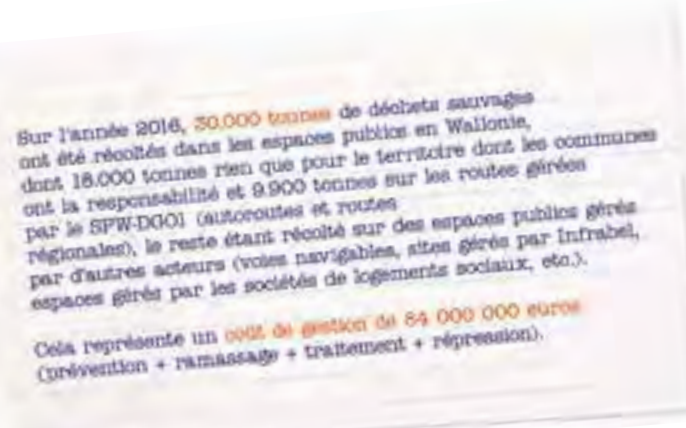 Sur l'année 2016, 30.000 tonnes de déchets sauvages
ont été récoltés dans les espaces publics en Wallonie,
dont 18.000 tonnes rien que pour le territoire dont les communes
ont la responsabilité et 9.900 tonnes sur les routes gérées
par le SPW-DGO1 (autoroutes et routes
régionales), le reste étant récolté sur des espaces publics gérés
par d'autres acteurs (voies navigables, sites gérés par Infrabel,
espaces gérés par les sociétés de logements sociaux, etc.).
Cela représente un coût de gestion de 84 000 000 euros
(prévention + ramassage + traitement + répression).